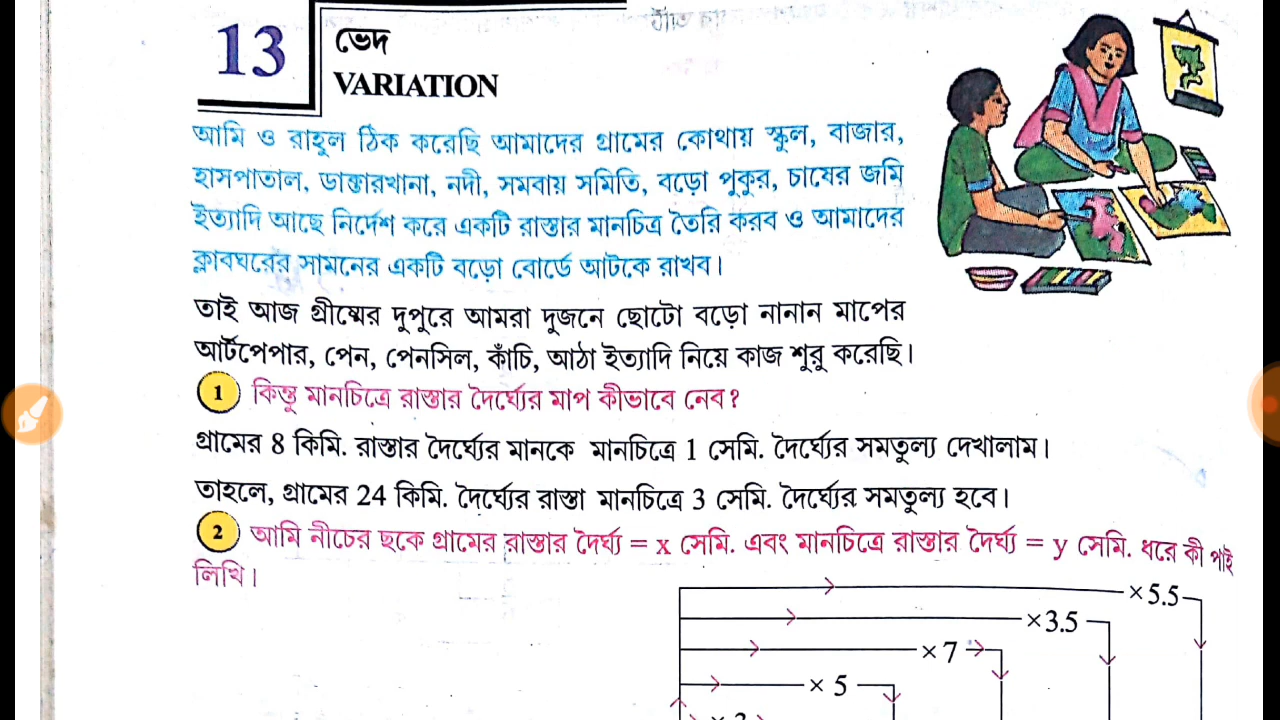 13
ভেদ
VARIATION
আমি ও রাহুল ঠিক করেছি আমাদের গ্রামের কোথায় স্কুল, বাজার,
হাসপাতাল, ডাক্তারখানা, নদী, সমবায় সমিতি, বড়ো পুকুর, চাষের জমি
ইত্যাদি আছে নির্দেশ করে একটি রাস্তার মানচিত্র তৈরি করব ও আমাদের
ক্লাবঘরের সামনের একটি বড়ো বোর্ডে আটকে রাখব।
তাই আজ গ্রীষ্মের দুপুরে আমরা দুজনে ছোটো বড়ো নানান মাপের
আর্টপেপার, পেন, পেনসিল, কাঁচি, আঠা ইত্যাদি নিয়ে কাজ শুরু করেছি।
1 কিন্তু মানচিত্রে রাস্তার দৈর্ঘ্যের মাপ কীভাবে নেব?
গ্রামের 8 কিমি. রাস্তার দৈর্ঘ্যের মানকে মানচিত্রে 1 সেমি. দৈর্ঘ্যের সমতুল্য দেখালাম।
তাহলে, গ্রামের 24 কিমি. দৈর্ঘ্যের রাস্তা মানচিত্রে 3 সেমি. দৈর্ঘ্যের সমতুল্য হবে।
2 আমি নীচের ছকে গ্রামের রাস্তার দৈর্ঘ্য = x সেমি. এবং মানচিত্রে রাস্তার দৈর্ঘ্য = y সেমি. ধরে কী পাই
লিখি।
×5.5
×3.5
×7
× 5